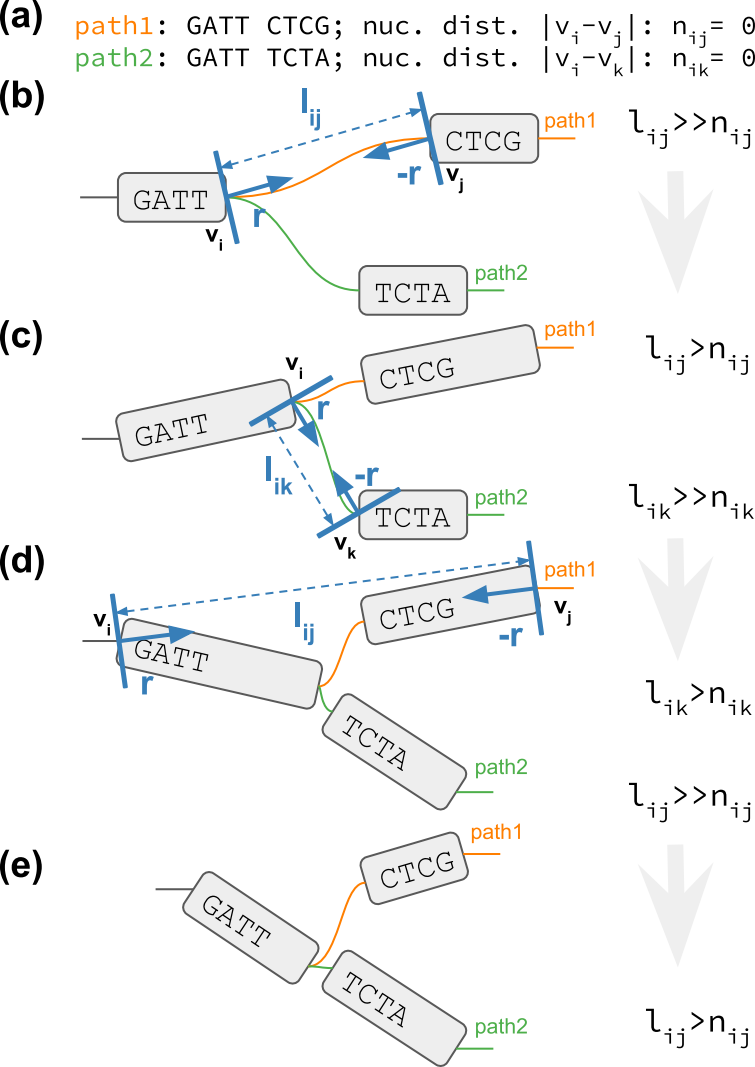 (a)
path1: GATT CTCG; nuc. dist. |vi-vj|: nij= 0
path2: GATT TCTA; nuc. dist. |vi-vk|: nik= 0
(b)
lij
CTCG
path1
lij>>nij
-r
vj
GATT
r
vi
path2
TCTA
(c)
path1
lij>nij
vi
CTCG
r
GATT
lik
-r
path2
lik>>nik
TCTA
vk
(d)
path1
vi
lij
CTCG
vj
GATT
-r
r
lik>nik
TCTA
path2
lij>>nij
path1
(e)
CTCG
GATT
TCTA
path2
lij>nij